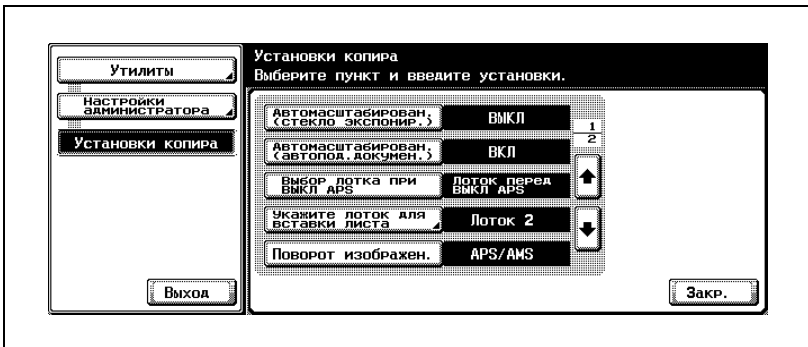 Утилиты
Настройки
администратора
Установки копира
Выход
Установки копира
Выберите пункт и введите установки.
Автомасштабирован.
(стекло экспонир.)
ВЫКЛ
Автомасштабирован.
(автопод.докумен.)
ВКЛ
Выбор лотка при
ВЫКЛ APS
Лоток перед
ВЫКЛ APS
Укажите лоток для
вставки листа
Лоток 2
Поворот изображен.
APS/AMS
1
2
Закр.